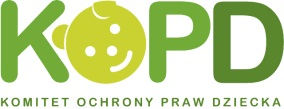 KOPD
KOMITET OCHRONY PRAW DZIECKA